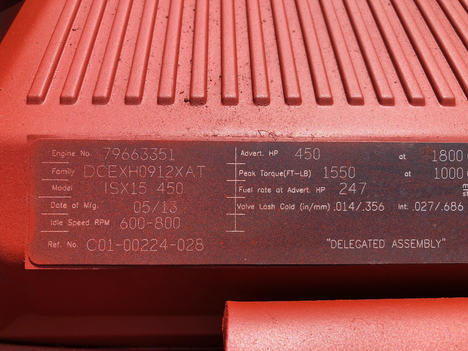 Engine No. 79663351 Advert. HP 450 at 1800
Family DCEXH0912XAT Peak Torque(FT-LB) 1550 at 1000
Model ISX15 450 Fuel rate at Advert. HP 247
Date of Mfg. 05/13 Valve Lash Cold (in/mm) .014/.356 Int. .027/.686
Idle Speed RPM 600-800
Ref. No. C01-00224-028 "DELEGATED ASSEMBLY"